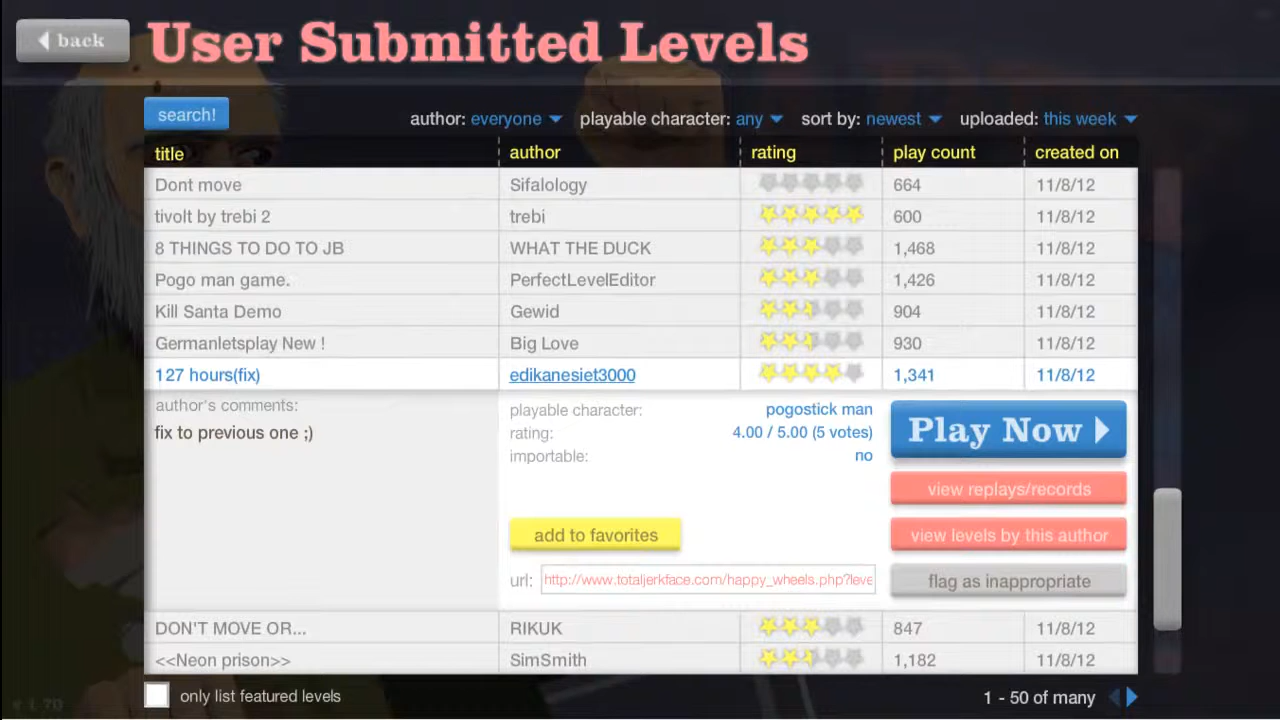 back
User Submitted Levels
search!
author: everyone playable character: any sort by: newest uploaded: this week
title author rating play count created on
Dont move Sifalology 664 11/8/12
tivolt by trebi 2 trebi 600 11/8/12
8 THINGS TO DO TO JB WHAT THE DUCK 1,468 11/8/12
Pogo man game. PerfectLevelEditor 1,426 11/8/12
Kill Santa Demo Gewid 904 11/8/12
Germanletsplay New ! Big Love 930 11/8/12
127 hours(fix) edikanesiet3000 1,341 11/8/12
author's comments:
fix to previous one ;)
playable character: pogostick man
rating: 4.00 / 5.00 (5 votes)
importable: no
Play Now
view replays/records
add to favorites
view levels by this author
url: http://www.totaljerkface.com/happy_wheels.php?leve
flag as inappropriate
DON'T MOVE OR... RIKUK 847 11/8/12
<<Neon prison>> SimSmith 1,182 11/8/12
only list featured levels
1 - 50 of many